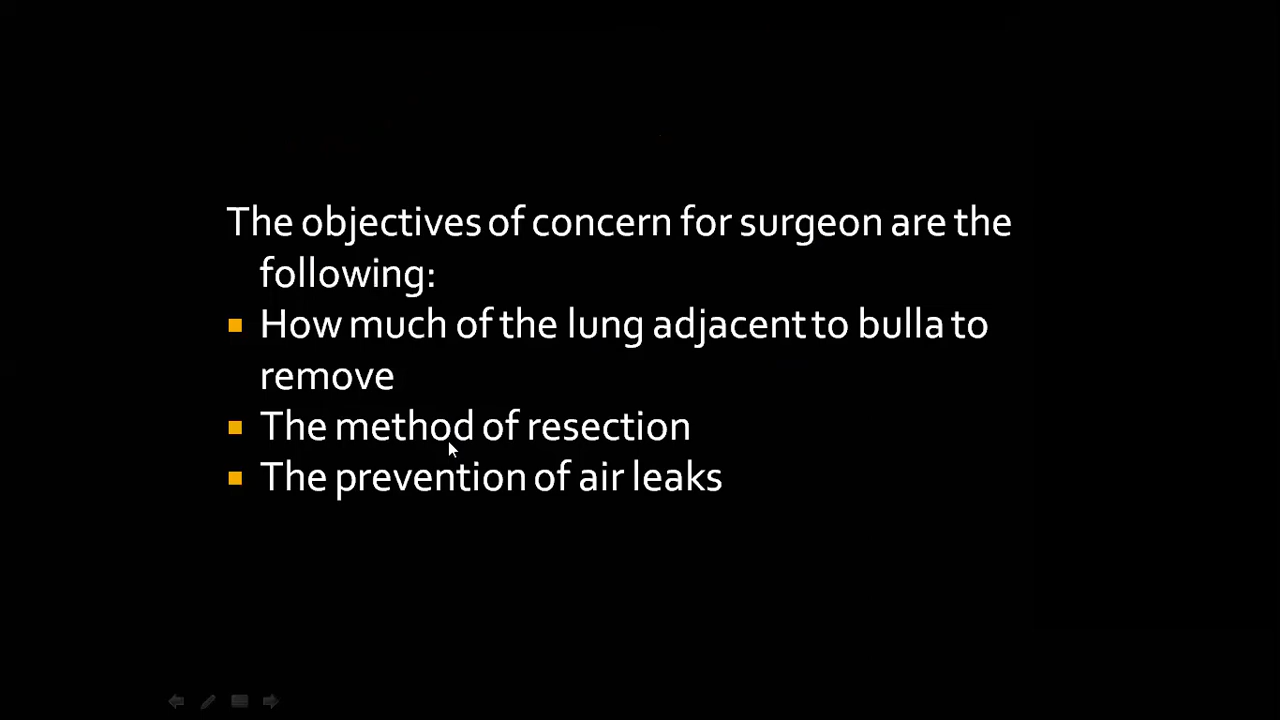 The objectives of concern for surgeon are the
following:
How much of the lung adjacent to bulla to
remove
The method of resection
The prevention of air leaks